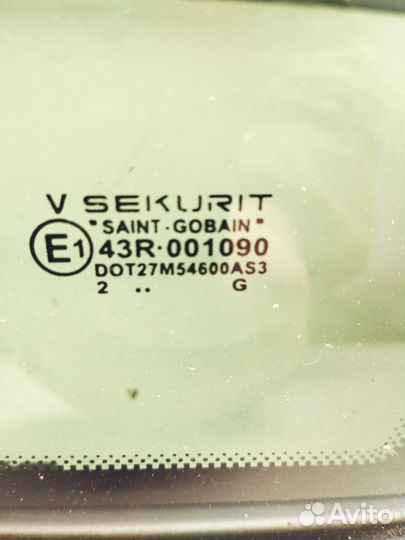 V SEKURIT
"SAINT-GOBAIN"
E1 43R·001090
DOT27M54600AS3
2 .. G
Avito